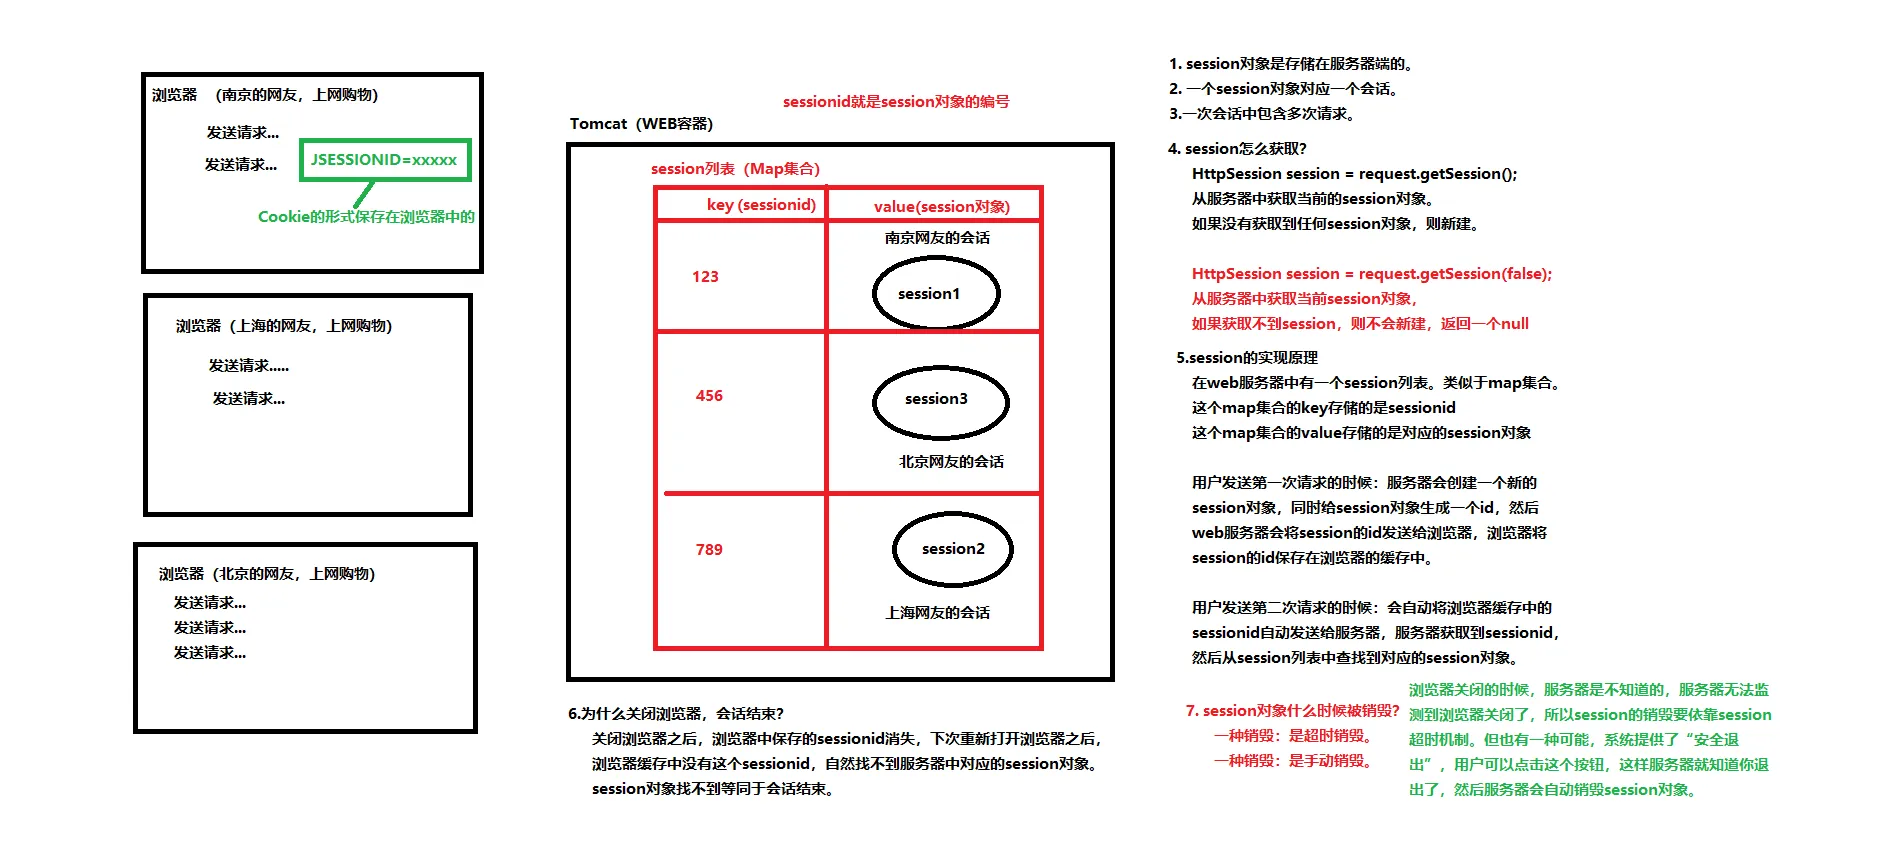 浏览器 （南京的网友，上网购物）
发送请求...
发送请求...
JSESSIONID=xxxxx
Cookie的形式保存在浏览器中的
浏览器（上海的网友，上网购物）
发送请求.....
发送请求...
浏览器（北京的网友，上网购物）
发送请求...
发送请求...
发送请求...
sessionid就是session对象的编号
Tomcat（WEB容器）
session列表（Map集合）
key (sessionid)
value(session对象)
南京网友的会话
123
session1
456
session3
北京网友的会话
789
session2
上海网友的会话
6.为什么关闭浏览器，会话结束？
关闭浏览器之后，浏览器中保存的sessionid消失，下次重新打开浏览器之后，
浏览器缓存中没有这个sessionid，自然找不到服务器中对应的session对象。
session对象找不到等同于会话结束。
1. session对象是存储在服务器端的。
2. 一个session对象对应一个会话。
3.一次会话中包含多次请求。
4. session怎么获取？
HttpSession session = request.getSession();
从服务器中获取当前的session对象。
如果没有获取到任何session对象，则新建。
HttpSession session = request.getSession(false);
从服务器中获取当前session对象，
如果获取不到session，则不会新建，返回一个null
5.session的实现原理
在web服务器中有一个session列表。类似于map集合。
这个map集合的key存储的是sessionid
这个map集合的value存储的是对应的session对象
用户发送第一次请求的时候：服务器会创建一个新的
session对象，同时给session对象生成一个id，然后
web服务器会将session的id发送给浏览器，浏览器将
session的id保存在浏览器的缓存中。
用户发送第二次请求的时候：会自动将浏览器缓存中的
sessionid自动发送给服务器，服务器获取到sessionid，
然后从session列表中查找到对应的session对象。
7. session对象什么时候被销毁？
一种销毁：是超时销毁。
一种销毁：是手动销毁。
浏览器关闭的时候，服务器是不知道的，服务器无法监
测到浏览器关闭了，所以session的销毁要依靠session
超时机制。但也有一种可能，系统提供了“安全退
出”，用户可以点击这个按钮，这样服务器就知道你退
出了，然后服务器会自动销毁session对象。